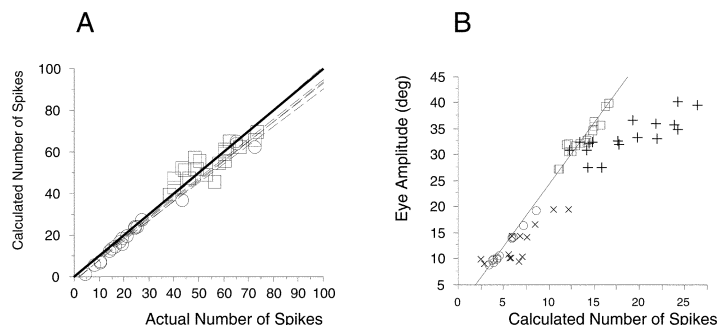 A
B
Calculated Number of Spikes
100
80
60
40
20
0
0 10 20 30 40 50 60 70 80 90 100
Actual Number of Spikes
Eye Amplitude (deg)
45
40
35
30
25
20
15
10
5
0 5 10 15 20 25
Calculated Number of Spikes